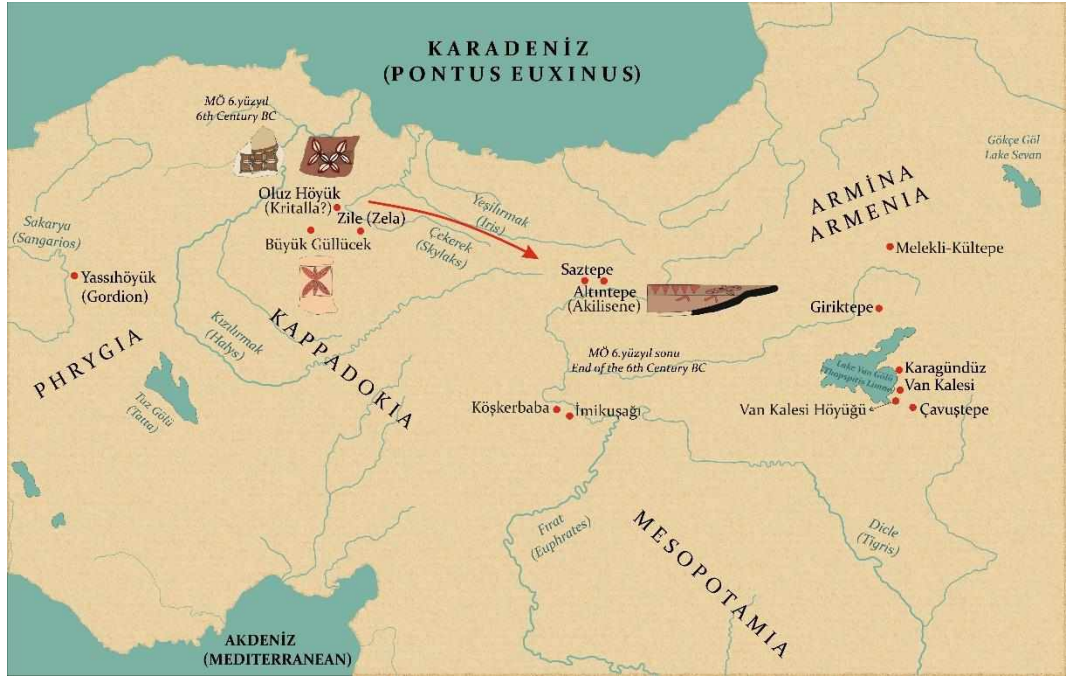 KARADENİZ
(PONTUS EUXINUS)
MÖ 6.yüzyıl
6th Century BC
Gökçe Göl
Lake Sevan
ARMİNA
ARMENIA
Oluz Höyük
(Kritalla?)
Zile (Zela)
Büyük Güllücek
Yeşilırmak
(Iris)
Çekerek
(Skylaks)
Sakarya
(Sangarios)
Yassıhöyük
(Gordion)
Melekli-Kültepe
Saztepe
Altıntepe
(Akilisene)
Giriktepe
Kızılırmak
(Halys)
KAPPADOKIA
PHRYGIA
MÖ 6.yüzyıl sonu
End of the 6th Century BC
Lake Van Gölü
Karagündüz
Van Kalesi
Van Kalesi Höyüğü
Çavuştepe
Tuz Gölü
(Tatta)
Köşkerbaba
İmikuşağı
Fırat
(Euphrates)
Dicle
(Tigris)
MESOPOTAMIA
AKDENİZ
(MEDITERRANEAN)